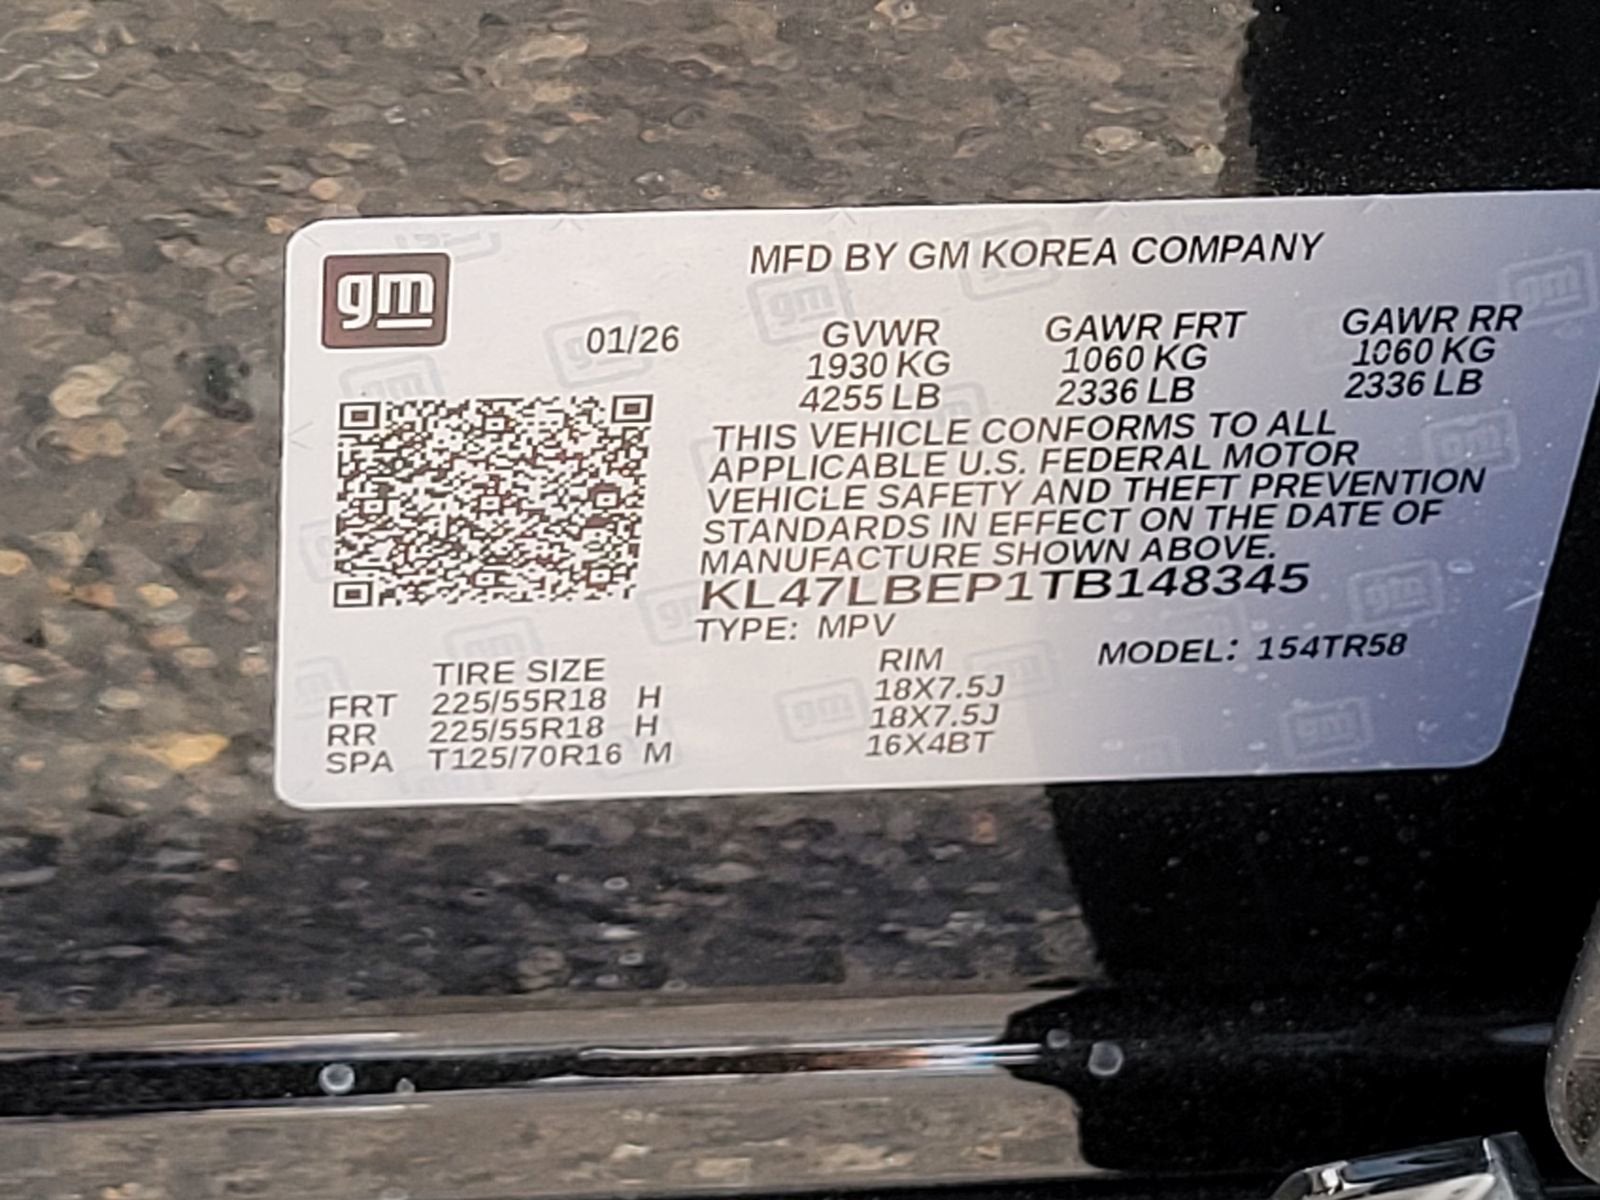 gm
MFD BY GM KOREA COMPANY
01/26
GVWR GAWR FRT GAWR RR
1930 KG 1060 KG 1060 KG
4255 LB 2336 LB 2336 LB
THIS VEHICLE CONFORMS TO ALL
APPLICABLE U.S. FEDERAL MOTOR
VEHICLE SAFETY AND THEFT PREVENTION
STANDARDS IN EFFECT ON THE DATE OF
MANUFACTURE SHOWN ABOVE.
KL47LBEP1TB148345
TYPE: MPV
MODEL: 154TR58
TIRE SIZE RIM
FRT 225/55R18 H 18X7.5J
RR 225/55R18 H 18X7.5J
SPA T125/70R16 M 16X4BT